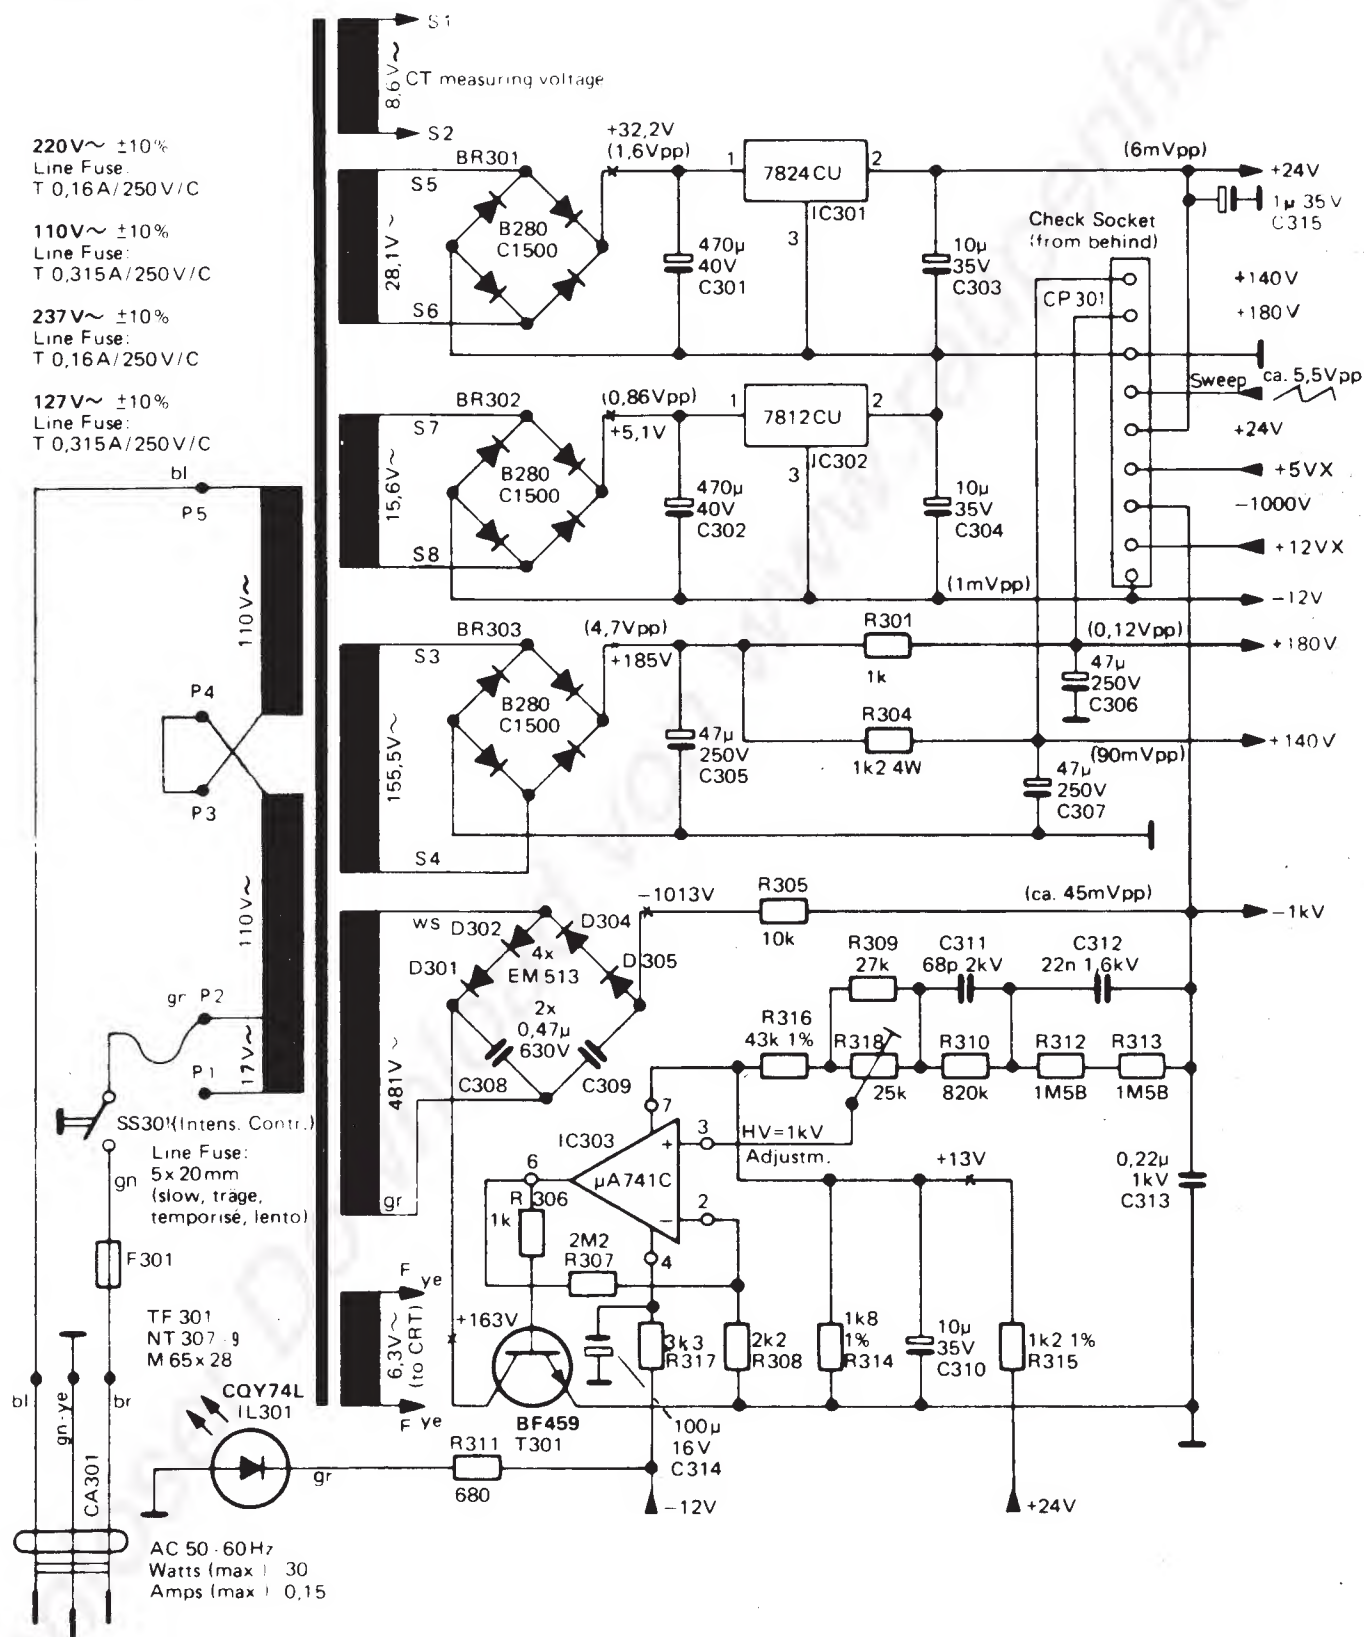 S1
8,6V~
CT measuring voltage
S2
220V~ ±10%
Line Fuse:
T 0,16A/250V/C
110V~ ±10%
Line Fuse:
T 0,315A/250V/C
237V~ ±10%
Line Fuse:
T 0,16A/250V/C
127V~ ±10%
Line Fuse:
T 0,315A/250V/C
BR301
S5
28,1V~
S6
B280
C1500
+32,2V
(1,6Vpp)
1
7824CU
2
IC301
3
470µ
40V
C301
10µ
35V
C303
(6mVpp)
+24V
1µ 35V
C315
Check Socket
(from behind)
CP301
+140V
+180V
Sweep
ca. 5,5Vpp
+24V
+5VX
-1000V
+12VX
-12V
BR302
S7
15,6V~
S8
B280
C1500
(0,86Vpp)
+5,1V
1
7812CU
2
IC302
3
470µ
40V
C302
10µ
35V
C304
(1mVpp)
BR303
S3
155,5V~
S4
B280
C1500
(4,7Vpp)
+185V
47µ
250V
C305
R301
1k
R304
1k2 4W
(0,12Vpp)
+180V
47µ
250V
C306
(90mVpp)
+140V
47µ
250V
C307
bl
P5
110V~
P4
P3
110V~
gr
P2
17V~
P1
SS301(Intens. Contr.)
Line Fuse:
5x20mm
(slow, träge,
temporisé, lento)
gn
F301
TF 301
NT 307-9
M 65x28
bl
gn-ye
br
CA301
AC 50-60Hz
Watts (max) 30
Amps (max) 0,15
CQY74L
IL301
gr
R311
680
ws
D302
D304
D301
D305
4x
EM 513
2x
0,47µ
630V
C308
C309
481V~
gr
-1013V
R305
10k
(ca. 45mVpp)
-1kV
R309
27k
C311
68p 2kV
C312
22n 1,6kV
R316
43k 1%
R318
25k
R310
820k
R312
1M5B
R313
1M5B
7
IC303
+
3
HV=1kV
Adjustm.
µA741C
6
-
2
4
R306
1k
2M2
R307
+13V
0,22µ
1kV
C313
F ye
6,3V~
(to CRT)
F ye
+163V
BF459
T301
3k3
R317
2k2
R308
1k8
1%
R314
10µ
35V
C310
1k2 1%
R315
100µ
16V
C314
-12V
+24V